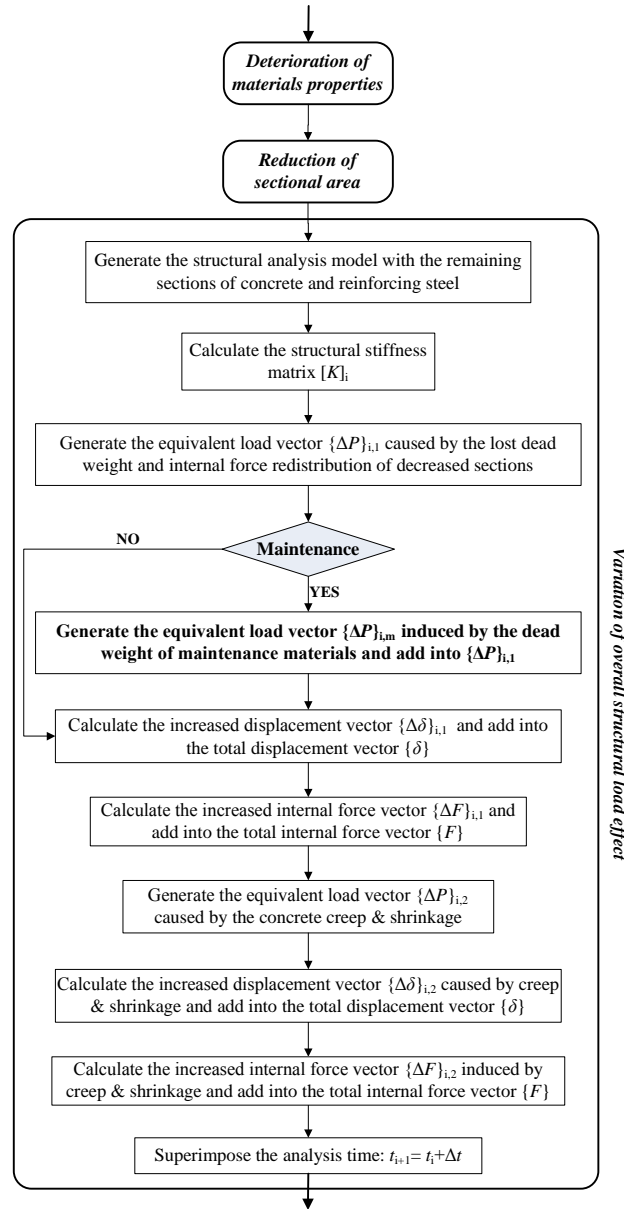 Deterioration of
materials properties
Reduction of
sectional area
Generate the structural analysis model with the remaining
sections of concrete and reinforcing steel
Calculate the structural stiffness
matrix [K]i
Generate the equivalent load vector {ΔP}i,1 caused by the lost dead
weight and internal force redistribution of decreased sections
NO
Maintenance
YES
Generate the equivalent load vector {ΔP}i,m induced by the dead
weight of maintenance materials and add into {ΔP}i,1
Calculate the increased displacement vector {Δδ}i,1 and add into
the total displacement vector {δ}
Calculate the increased internal force vector {ΔF}i,1 and
add into the total internal force vector {F}
Generate the equivalent load vector {ΔP}i,2
caused by the concrete creep & shrinkage
Calculate the increased displacement vector {Δδ}i,2 caused by creep
& shrinkage and add into the total displacement vector {δ}
Calculate the increased internal force vector {ΔF}i,2 induced by
creep & shrinkage and add into the total internal force vector {F}
Superimpose the analysis time: ti+1= ti+Δt
Variation of overall structural load effect